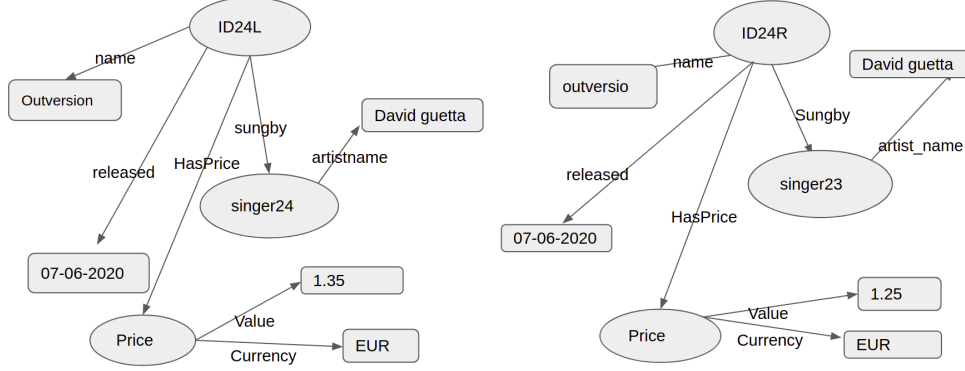 ID24L
name
Outversion
David guetta
sungby
artistname
HasPrice
released
singer24
07-06-2020
1.35
Value
Price
Currency
EUR
ID24R
name
David guetta
outversio
Sungby
artist_name
released
singer23
HasPrice
07-06-2020
1.25
Value
Price
Currency
EUR